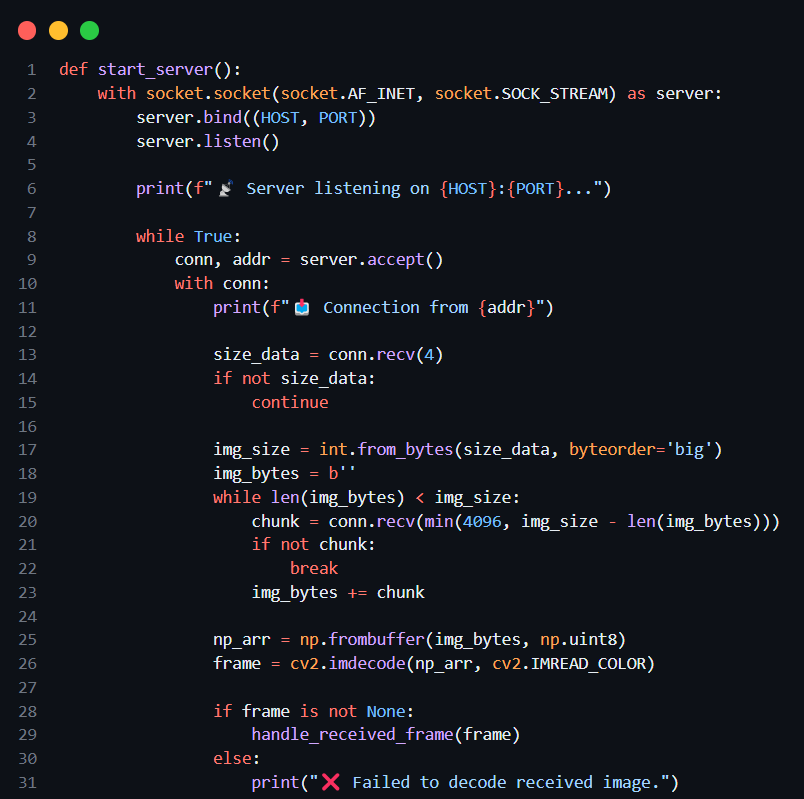 1 def start_server():
2     with socket.socket(socket.AF_INET, socket.SOCK_STREAM) as server:
3         server.bind((HOST, PORT))
4         server.listen()
5
6         print(f"📡 Server listening on {HOST}:{PORT}...")
7
8         while True:
9             conn, addr = server.accept()
10             with conn:
11                 print(f"📥 Connection from {addr}")
12
13                 size_data = conn.recv(4)
14                 if not size_data:
15                     continue
16
17                 img_size = int.from_bytes(size_data, byteorder='big')
18                 img_bytes = b''
19                 while len(img_bytes) < img_size:
20                     chunk = conn.recv(min(4096, img_size - len(img_bytes)))
21                     if not chunk:
22                         break
23                     img_bytes += chunk
24
25                 np_arr = np.frombuffer(img_bytes, np.uint8)
26                 frame = cv2.imdecode(np_arr, cv2.IMREAD_COLOR)
27
28                 if frame is not None:
29                     handle_received_frame(frame)
30                 else:
31                     print("❌ Failed to decode received image.")